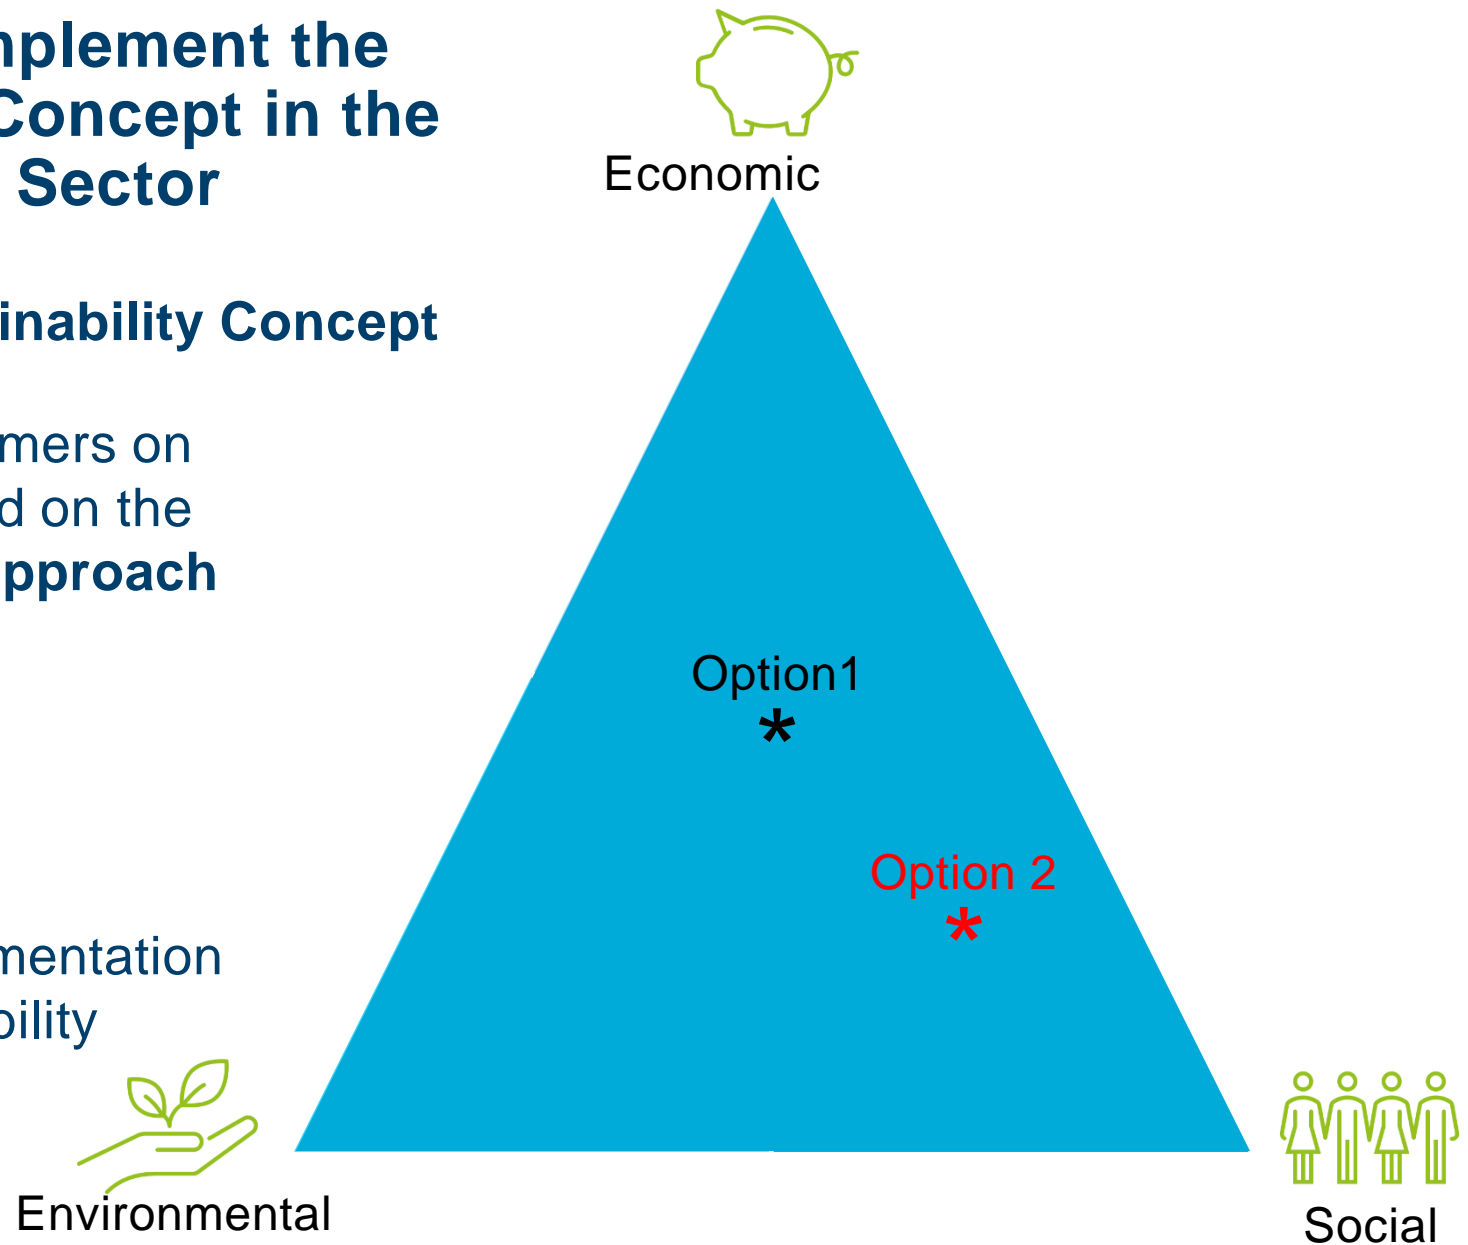 nplement the
Concept in the
Sector
inability Concept
mers on
d on the
pproach
mentation
bility
Economic
Option1
*
Option 2
*
Environmental
Social